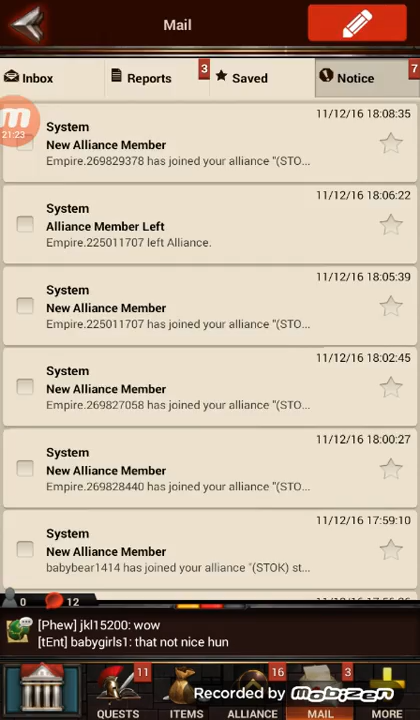 Mail
Inbox
Reports
3
Saved
Notice
7
21:23
11/12/16 18:08:35
System
New Alliance Member
Empire.269829378 has joined your alliance "(STO...
11/12/16 18:06:22
System
Alliance Member Left
Empire.225011707 left Alliance.
11/12/16 18:05:39
System
New Alliance Member
Empire.225011707 has joined your alliance "(STO...
11/12/16 18:02:45
System
New Alliance Member
Empire.269827058 has joined your alliance "(STO...
11/12/16 18:00:27
System
New Alliance Member
Empire.269828440 has joined your alliance "(STO...
11/12/16 17:59:10
System
New Alliance Member
babybear1414 has joined your alliance "(STOK) st...
0
12
[Phew] jkl15200: wow
[tEnt] babygirls1: that not nice hun
11
16
3
Recorded by mobizen
QUESTS
ITEMS
ALLIANCE
MAIL
MORE